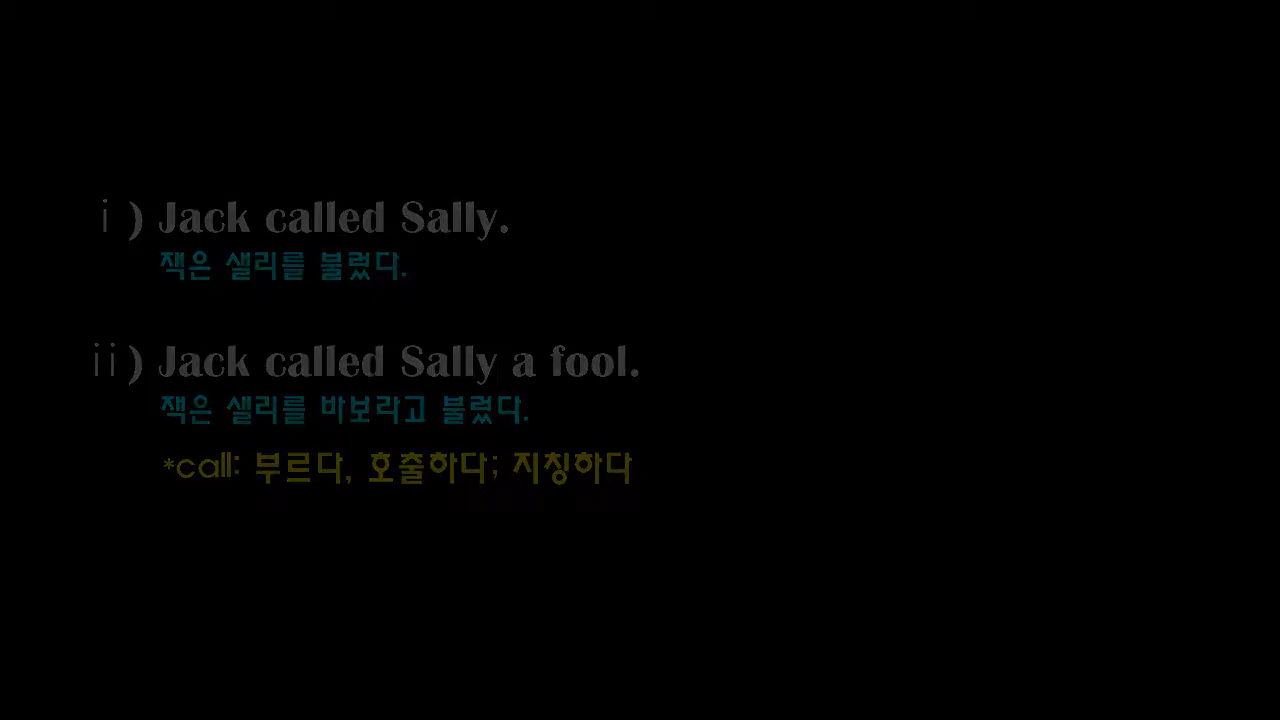 ⅰ) Jack called Sally.
잭은 샐리를 불렀다.
ⅱ) Jack called Sally a fool.
잭은 샐리를 바보라고 불렀다.
*call: 부르다, 호출하다; 지칭하다